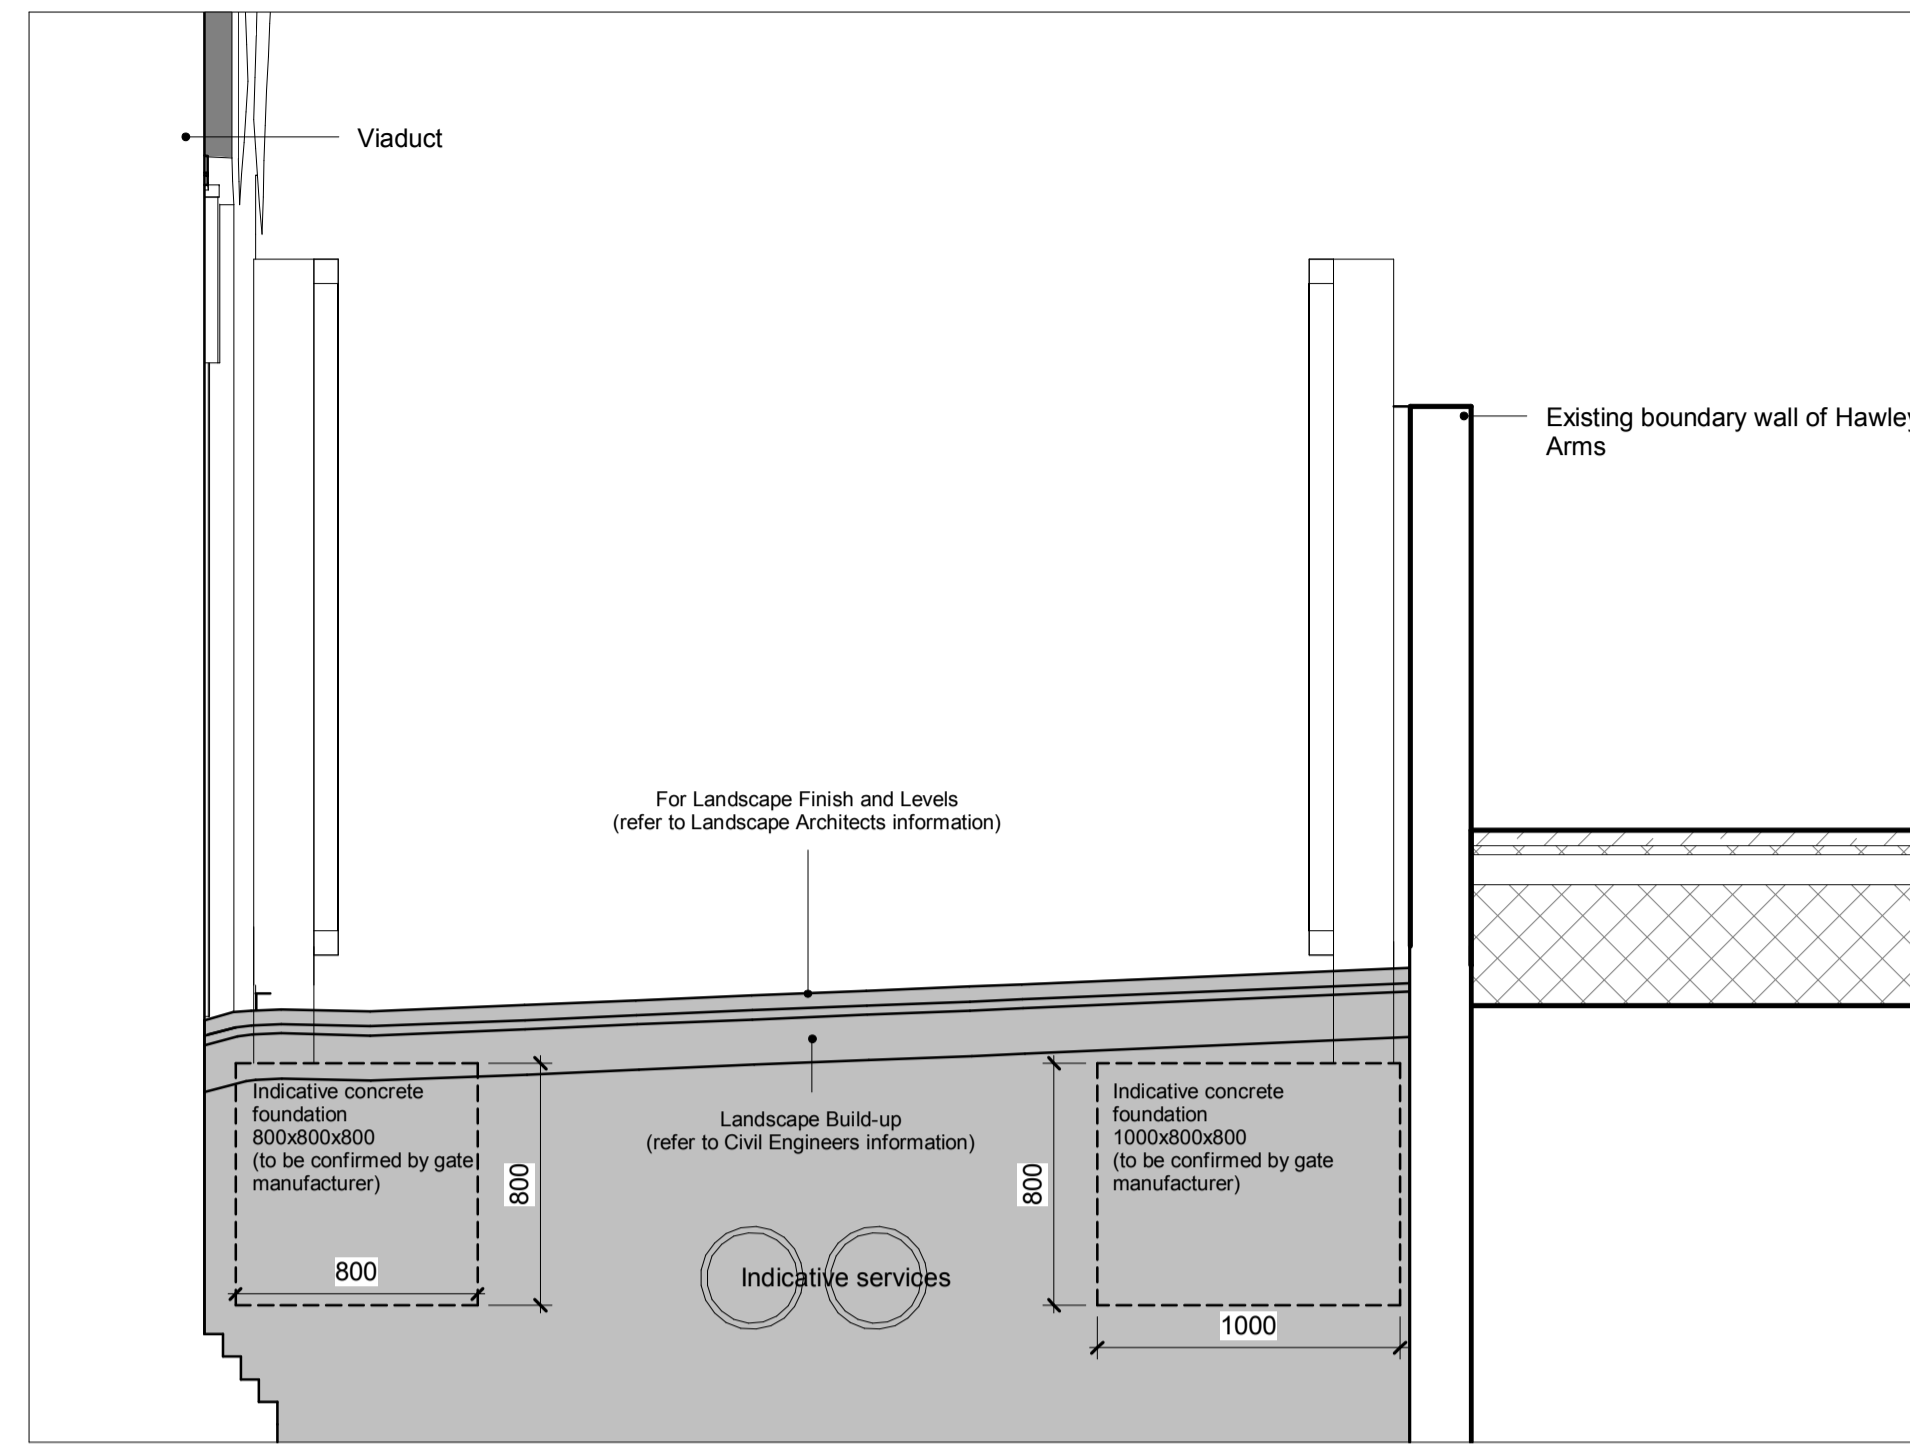 Viaduct
Existing boundary wall of Hawley
Arms
For Landscape Finish and Levels
(refer to Landscape Architects information)
Indicative concrete
foundation
800x800x800
(to be confirmed by gate
manufacturer)
800
800
Landscape Build-up
(refer to Civil Engineers information)
Indicative services
800
Indicative concrete
foundation
1000x800x800
(to be confirmed by gate
manufacturer)
1000